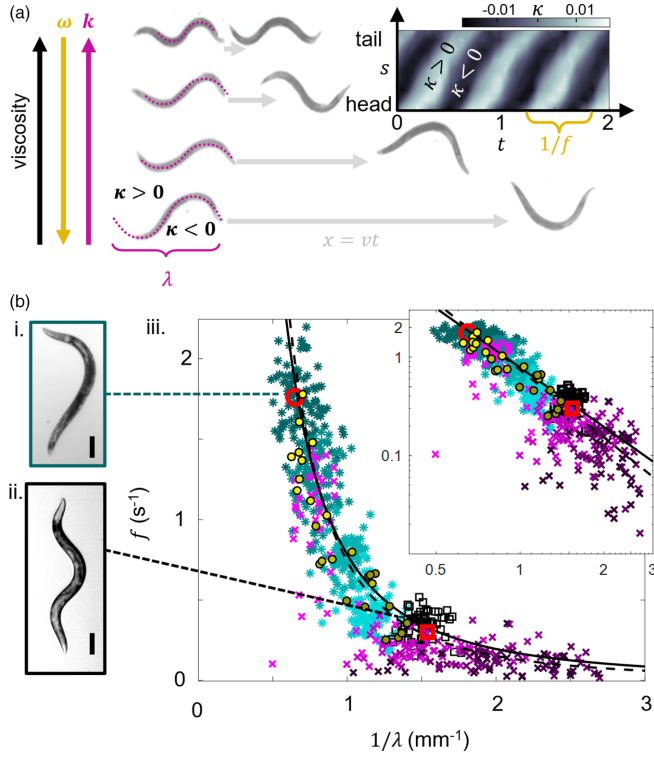 (a)
ω k
viscosity
-0.01 κ 0.01
tail
s
head
κ > 0
κ < 0
0 1 2
t 1/f
κ > 0
κ < 0
λ
x = vt
(b)
i.
ii.
iii.
2
1
0
f (s⁻¹)
0 1 2 3
1/λ (mm⁻¹)
2
1
0.1
0.5 1 2 3